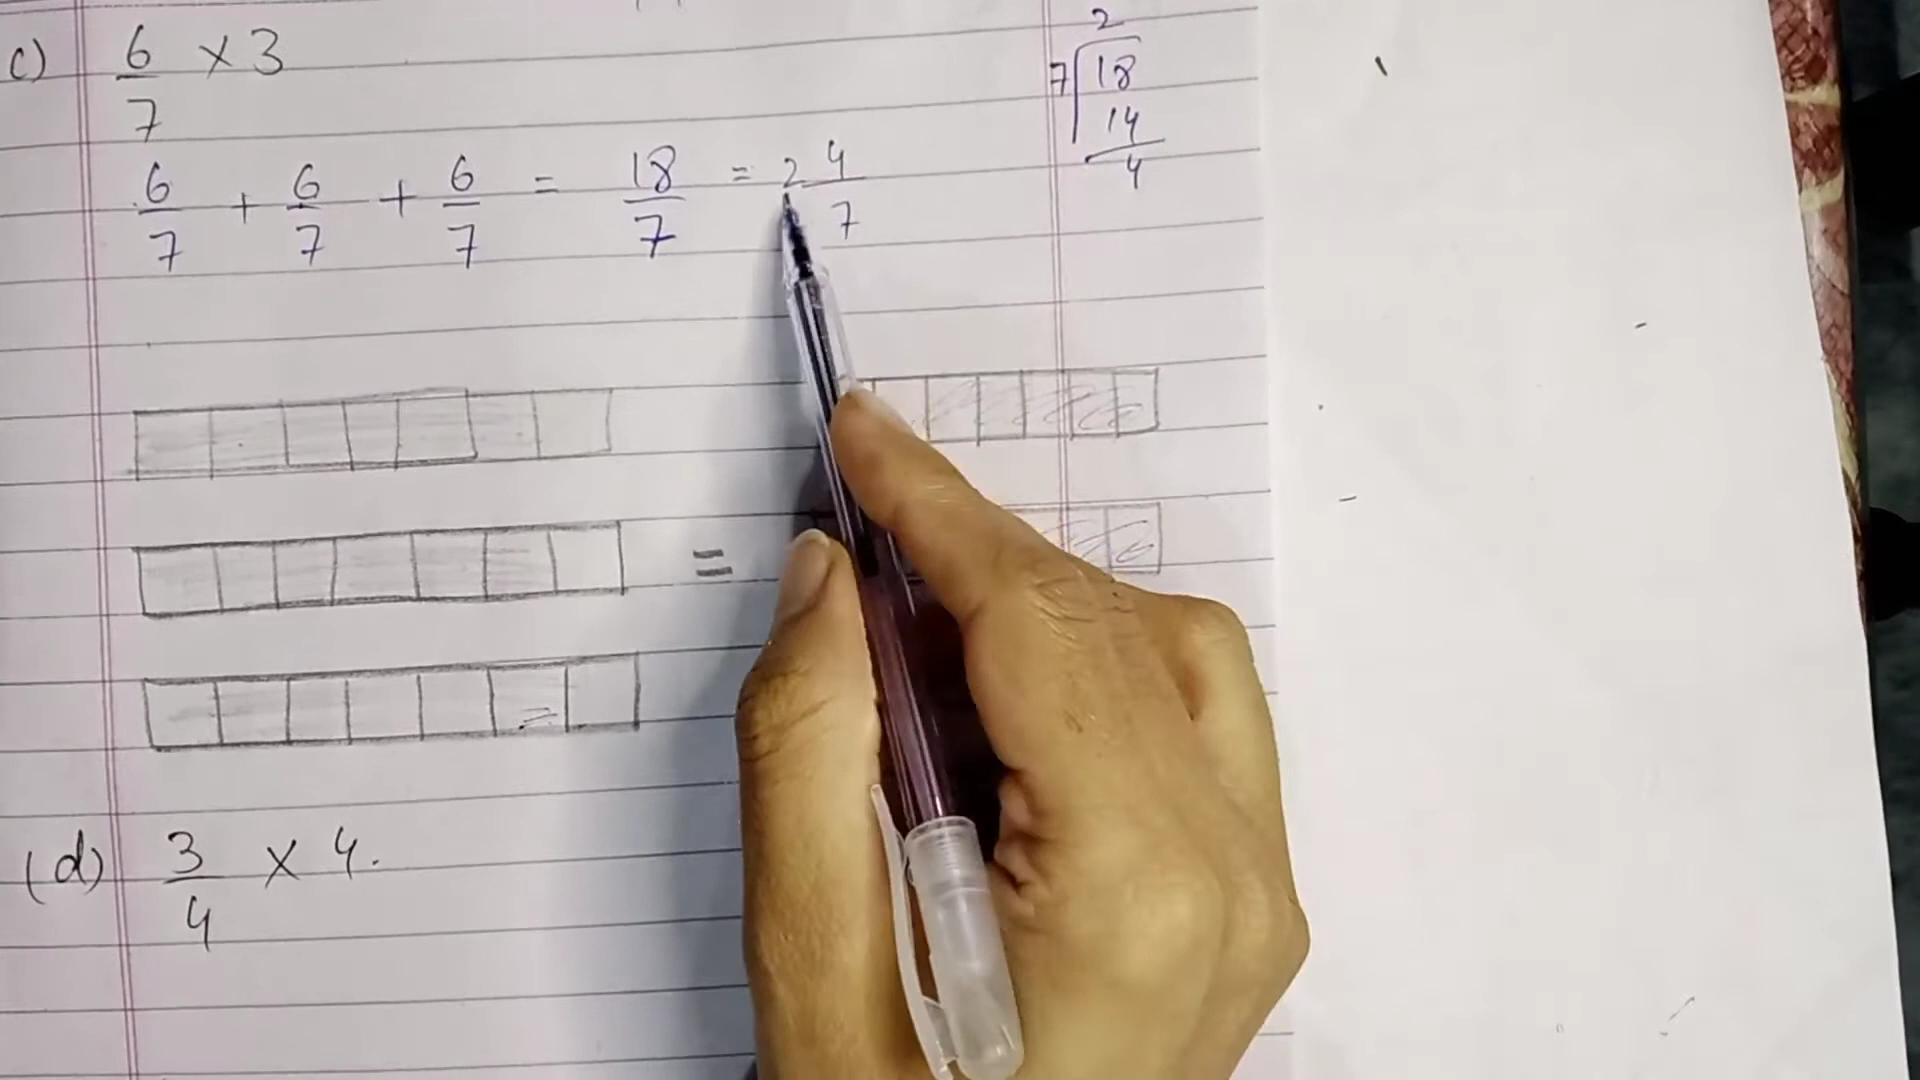 c) 6/7 × 3
6/7 + 6/7 + 6/7 = 18/7 = 2 4/7
2
7 18
14
4
=
(d) 3/4 × 4.